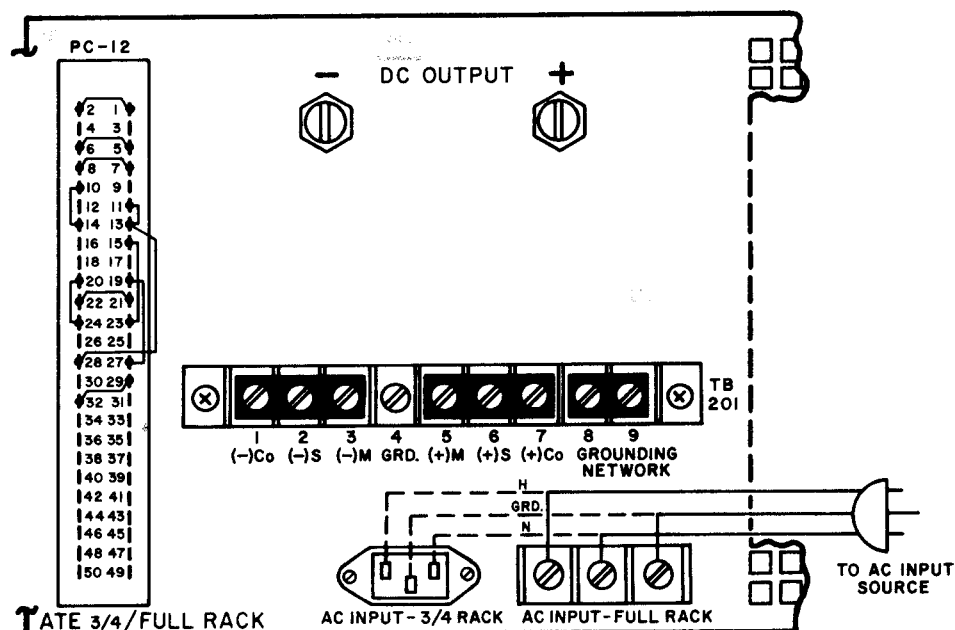 PC-12
- DC OUTPUT +
2 1
4 3
6 5
8 7
10 9
12 11
14 13
16 15
18 17
20 19
22 21
24 23
26 25
28 27
30 29
32 31
34 33
36 35
38 37
40 39
42 41
44 43
46 45
48 47
50 49
TB
201
1 2 3 4 5 6 7 8 9
(-)Co (-)S (-)M GRD. (+)M (+)S (+)Co GROUNDING
NETWORK
H
GRD.
N
TO AC INPUT
SOURCE
AC INPUT - 3/4 RACK AC INPUT - FULL RACK
ATE 3/4/FULL RACK